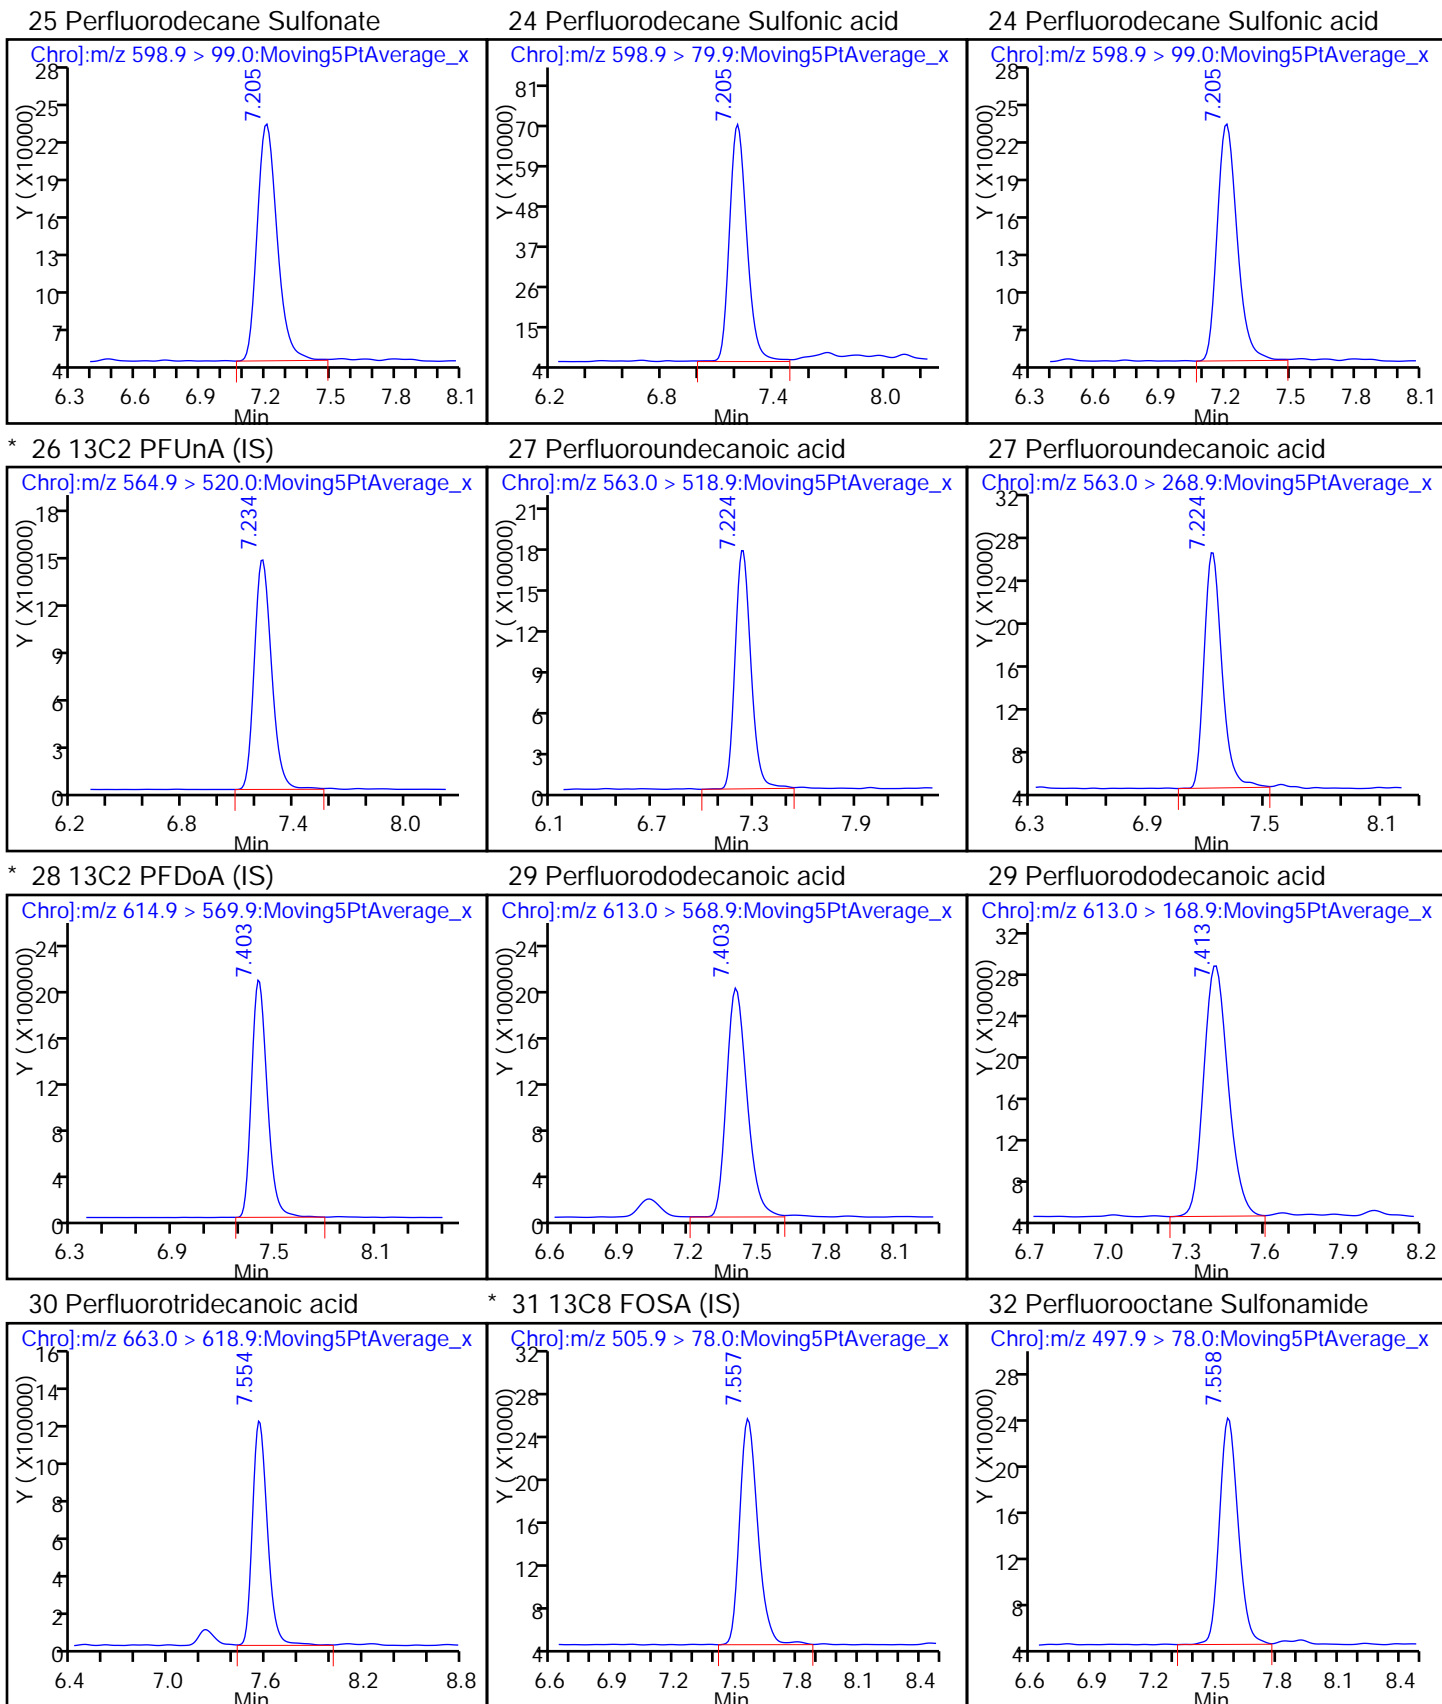 25 Perfluorodecane Sulfonate
Chro]:m/z 598.9 > 99.0:Moving5PtAverage_x
7.205
Y ( X10000)
28
25
22
19
16
13
10
7
4
6.3 6.6 6.9 7.2 7.5 7.8 8.1
Min
24 Perfluorodecane Sulfonic acid
Chro]:m/z 598.9 > 79.9:Moving5PtAverage_x
7.205
Y ( X10000)
81
70
59
48
37
26
15
4
6.2 6.8 7.4 8.0
Min
24 Perfluorodecane Sulfonic acid
Chro]:m/z 598.9 > 99.0:Moving5PtAverage_x
7.205
Y ( X10000)
28
25
22
19
16
13
10
7
4
6.3 6.6 6.9 7.2 7.5 7.8 8.1
Min
* 26 13C2 PFUnA (IS)
Chro]:m/z 564.9 > 520.0:Moving5PtAverage_x
7.234
Y ( X100000)
18
15
12
9
6
3
0
6.2 6.8 7.4 8.0
Min
27 Perfluoroundecanoic acid
Chro]:m/z 563.0 > 518.9:Moving5PtAverage_x
7.224
Y ( X100000)
21
18
15
12
9
6
3
0
6.1 6.7 7.3 7.9
Min
27 Perfluoroundecanoic acid
Chro]:m/z 563.0 > 268.9:Moving5PtAverage_x
7.224
Y ( X10000)
32
28
24
20
16
12
8
4
6.3 6.9 7.5 8.1
Min
* 28 13C2 PFDoA (IS)
Chro]:m/z 614.9 > 569.9:Moving5PtAverage_x
7.403
Y ( X100000)
24
20
16
12
8
4
0
6.3 6.9 7.5 8.1
Min
29 Perfluorododecanoic acid
Chro]:m/z 613.0 > 568.9:Moving5PtAverage_x
7.403
Y ( X100000)
24
20
16
12
8
4
0
6.6 6.9 7.2 7.5 7.8 8.1
Min
29 Perfluorododecanoic acid
Chro]:m/z 613.0 > 168.9:Moving5PtAverage_x
7.413
Y ( X10000)
32
28
24
20
16
12
8
4
6.7 7.0 7.3 7.6 7.9 8.2
Min
30 Perfluorotridecanoic acid
Chro]:m/z 663.0 > 618.9:Moving5PtAverage_x
7.554
Y ( X100000)
16
14
12
10
8
6
4
2
0
6.4 7.0 7.6 8.2 8.8
Min
* 31 13C8 FOSA (IS)
Chro]:m/z 505.9 > 78.0:Moving5PtAverage_x
7.557
Y ( X100000)
32
28
24
20
16
12
8
4
6.6 6.9 7.2 7.5 7.8 8.1 8.4
Min
32 Perfluorooctane Sulfonamide
Chro]:m/z 497.9 > 78.0:Moving5PtAverage_x
7.558
Y ( X100000)
28
24
20
16
12
8
4
6.6 6.9 7.2 7.5 7.8 8.1 8.4
Min